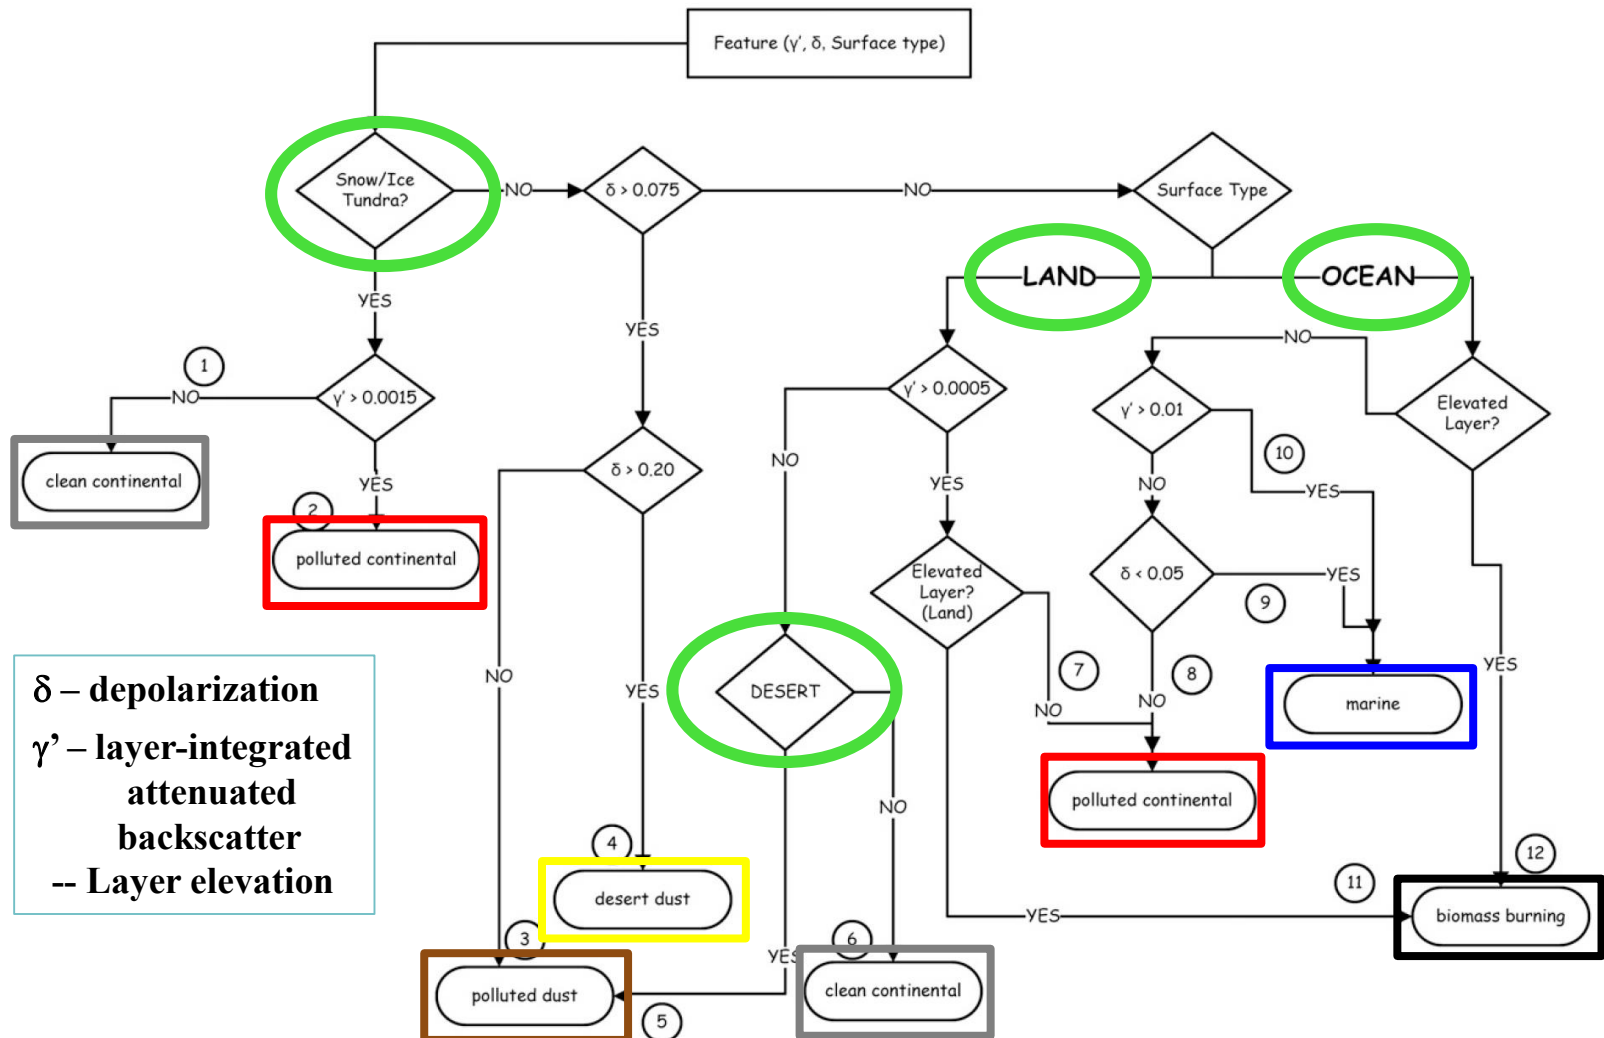 Feature (γ', δ, Surface type)
Snow/Ice
Tundra?
NO
δ > 0.075
NO
Surface Type
LAND
OCEAN
YES
YES
NO
1
NO
γ' > 0.0015
γ' > 0.0005
γ' > 0.01
Elevated
Layer?
clean continental
YES
δ > 0.20
NO
YES
NO
10
YES
2
polluted continental
Elevated
Layer?
(Land)
δ < 0.05
YES
9
δ – depolarization
γ' – layer-integrated
attenuated
backscatter
-- Layer elevation
NO
YES
DESERT
7
NO
8
NO
YES
marine
polluted continental
NO
4
desert dust
12
11
YES
biomass burning
3
polluted dust
YES
5
6
clean continental